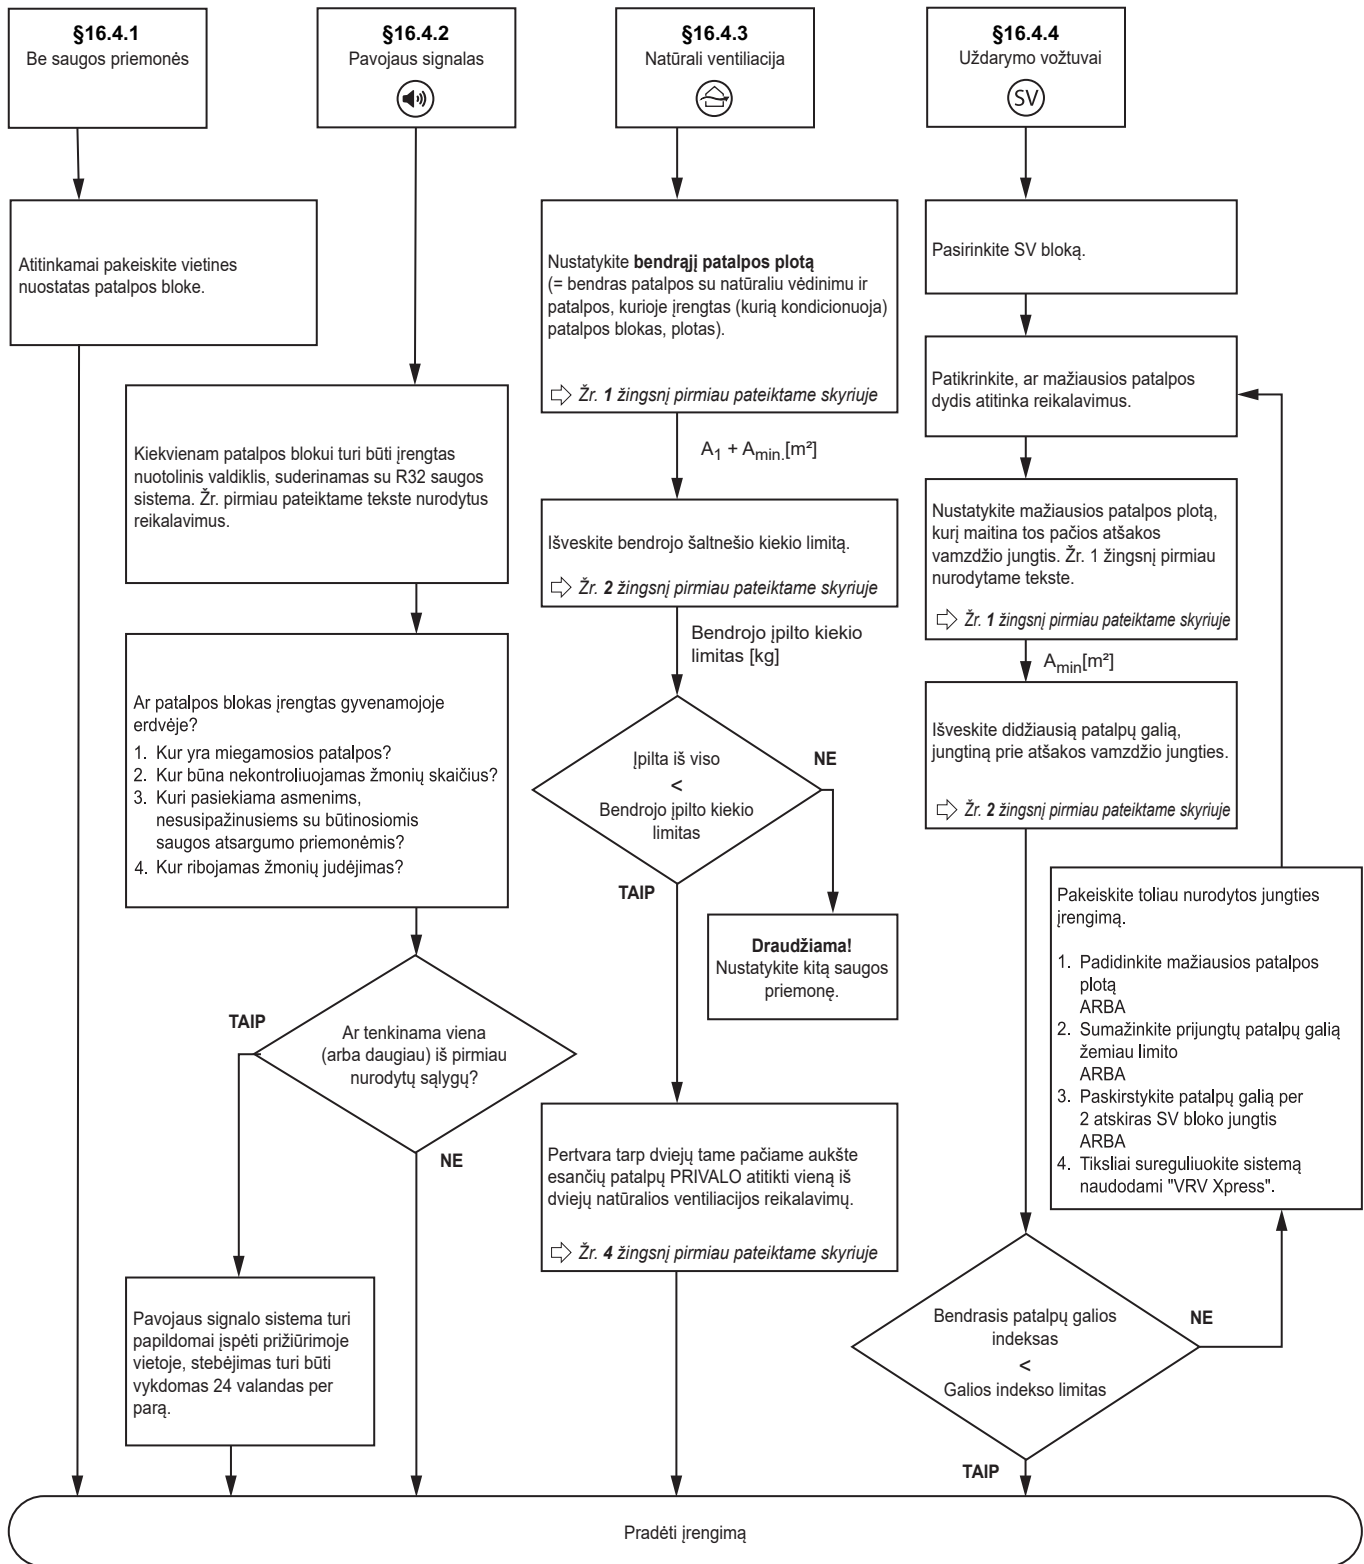 §16.4.1
Be saugos priemonės
Atitinkamai pakeiskite vietines
nuostatas patalpos bloke.
§16.4.2
Pavojaus signalas
Kiekvienam patalpos blokui turi būti įrengtas
nuotolinis valdiklis, suderinamas su R32 saugos
sistema. Žr. pirmiau pateiktame tekste nurodytus
reikalavimus.
Ar patalpos blokas įrengtas gyvenamojoje
erdvėje?
1. Kur yra miegamosios patalpos?
2. Kur būna nekontroliuojamas žmonių skaičius?
3. Kuri pasiekiama asmenims,
nesusipažinusiems su būtinosiomis
saugos atsargumo priemonėmis?
4. Kur ribojamas žmonių judėjimas?
TAIP
Ar tenkinama viena
(arba daugiau) iš pirmiau
nurodytų sąlygų?
NE
Pavojaus signalo sistema turi
papildomai įspėti prižiūrimoje
vietoje, stebėjimas turi būti
vykdomas 24 valandas per
parą.
§16.4.3
Natūrali ventiliacija
Nustatykite bendrąjį patalpos plotą
(= bendras patalpos su natūraliu vėdinimu ir
patalpos, kurioje įrengtas (kurią kondicionuoja)
patalpos blokas, plotas).
⇨ Žr. 1 žingsnį pirmiau pateiktame skyriuje
A1 + Amin.[m²]
Išveskite bendrojo šaltnešio kiekio limitą.
⇨ Žr. 2 žingsnį pirmiau pateiktame skyriuje
Bendrojo įpilto kiekio
limitas [kg]
Įpilta iš viso
<
Bendrojo įpilto kiekio
limitas
NE
TAIP
Draudžiama!
Nustatykite kitą saugos
priemonę.
Pertvara tarp dviejų tame pačiame aukšte
esančių patalpų PRIVALO atitikti vieną iš
dviejų natūralios ventiliacijos reikalavimų.
⇨ Žr. 4 žingsnį pirmiau pateiktame skyriuje
§16.4.4
Uždarymo vožtuvai
SV
Pasirinkite SV bloką.
Patikrinkite, ar mažiausios patalpos
dydis atitinka reikalavimus.
Nustatykite mažiausios patalpos plotą,
kurį maitina tos pačios atšakos
vamzdžio jungtis. Žr. 1 žingsnį pirmiau
nurodytame tekste.
⇨ Žr. 1 žingsnį pirmiau pateiktame skyriuje
Amin[m²]
Išveskite didžiausią patalpų galią,
jungtiną prie atšakos vamzdžio jungties.
⇨ Žr. 2 žingsnį pirmiau pateiktame skyriuje
Pakeiskite toliau nurodytos jungties
įrengimą.
1. Padidinkite mažiausios patalpos
plotą
ARBA
2. Sumažinkite prijungtų patalpų galią
žemiau limito
ARBA
3. Paskirstykite patalpų galią per
2 atskiras SV bloko jungtis
ARBA
4. Tiksliai sureguliuokite sistemą
naudodami "VRV Xpress".
Bendrasis patalpų galios
indeksas
<
Galios indekso limitas
NE
TAIP
Pradėti įrengimą